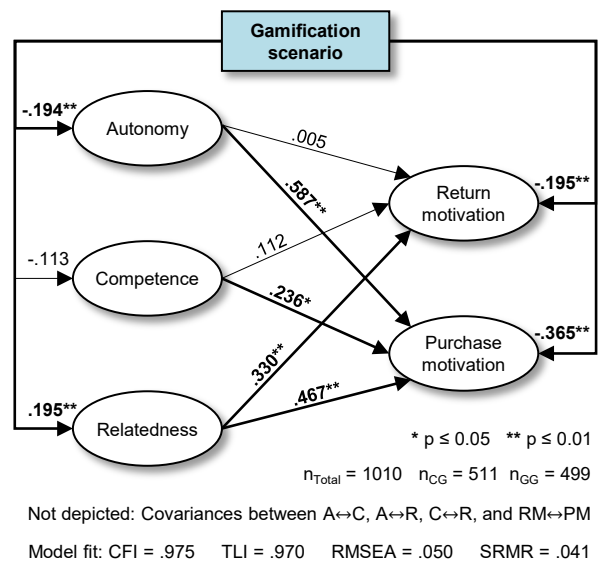 Gamification
scenario
-.194**
Autonomy
.005
.587**
Return
motivation
-.195**
-.113
Competence
.112
.236*
.330**
Purchase
motivation
-.365**
.195**
Relatedness
.467**
* p ≤ 0.05 ** p ≤ 0.01
nTotal = 1010 nCG = 511 nGG = 499
Not depicted: Covariances between A↔C, A↔R, C↔R, and RM↔PM
Model fit: CFI = .975 TLI = .970 RMSEA = .050 SRMR = .041